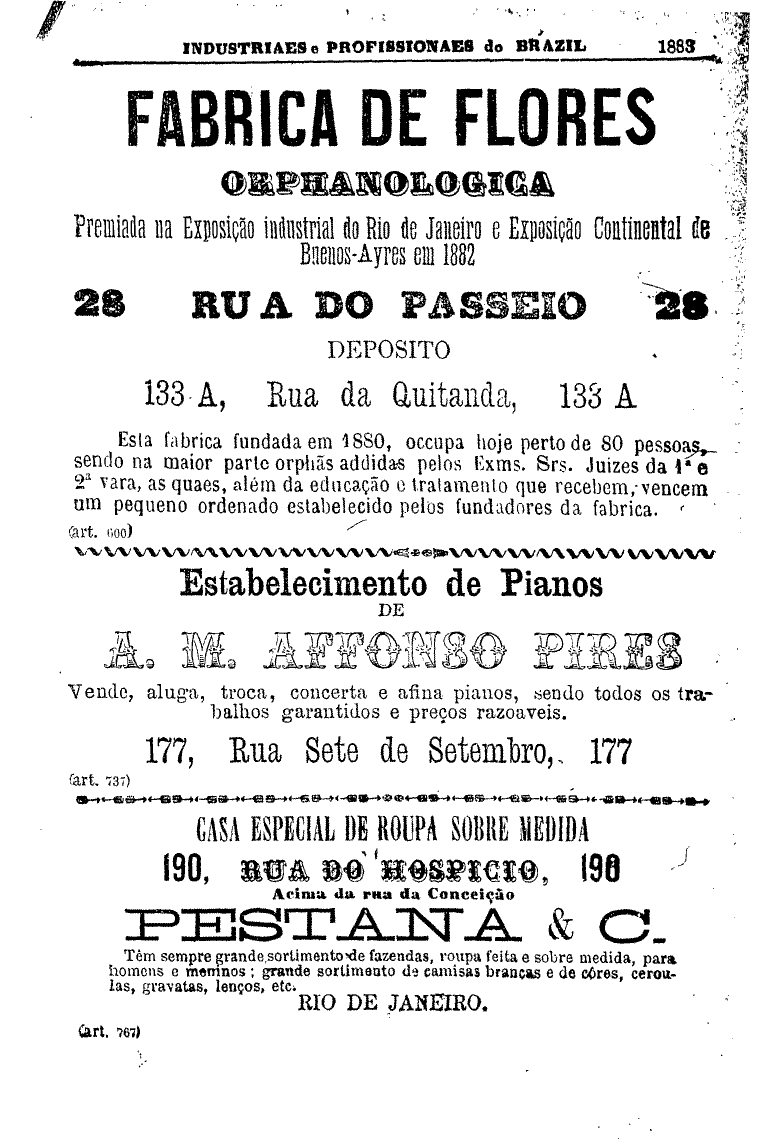 INDUSTRIAES e PROFISSIONAES do BRAZIL 1883
FABRICA DE FLORES
ORPHANOLOGICA
Premiada na Exposição industrial do Rio de Janeiro e Exposição Continental de
Buenos-Ayres em 1882
28 RUA DO PASSEIO 28
DEPOSITO
133 A, Rua da Quitanda, 133 A
Esta fabrica fundada em 1880, occupa hoje perto de 80 pessoas,
sendo na maior parte orphãs addidas pelos Exms. Srs. Juizes da 1ª e
2ª vara, as quaes, além da educação e tratamento que recebem, vencem
um pequeno ordenado estabelecido pelos fundadores da fabrica.
(art. 600)
Estabelecimento de Pianos
DE
A. M. AFFONSO PIRES
Vende, aluga, troca, concerta e afina pianos, sendo todos os tra-
balhos garantidos e preços razoaveis.
177, Rua Sete de Setembro, 177
(art. 737)
CASA ESPECIAL DE ROUPA SOBRE MEDIDA
190, RUA DO HOSPICIO, 190
Acima da rua da Conceição
PESTANA & C.
Têm sempre grande sortimento de fazendas, roupa feita e sobre medida, para
homens e meninos; grande sortimento de camisas brancas e de côres, cerou-
las, gravatas, lenços, etc.
RIO DE JANEIRO.
(art. 767)